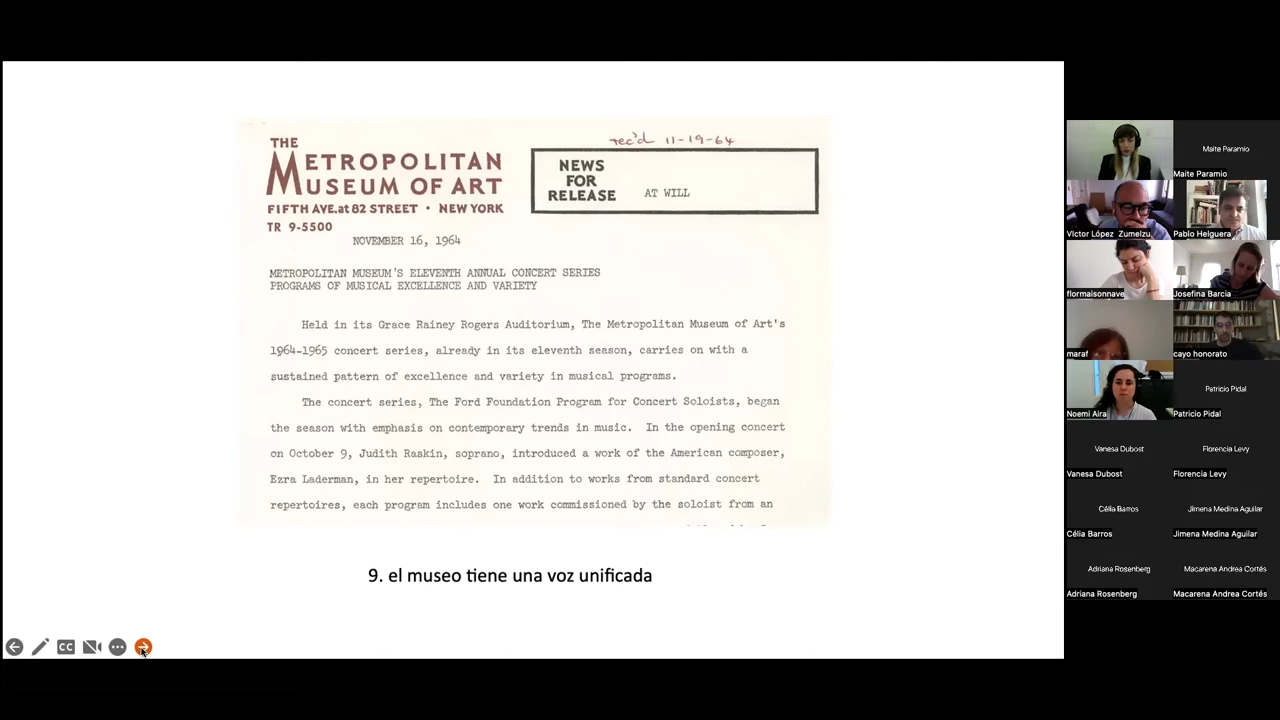 THE
METROPOLITAN
MUSEUM OF ART
FIFTH AVE. at 82 STREET • NEW YORK
TR 9-5500
rec'd 11-19-64
NEWS
FOR
RELEASE
AT WILL
NOVEMBER 16, 1964
METROPOLITAN MUSEUM'S ELEVENTH ANNUAL CONCERT SERIES
PROGRAMS OF MUSICAL EXCELLENCE AND VARIETY
Held in its Grace Rainey Rogers Auditorium, The Metropolitan Museum of Art's
1964-1965 concert series, already in its eleventh season, carries on with a
sustained pattern of excellence and variety in musical programs.
The concert series, The Ford Foundation Program for Concert Soloists, began
the season with emphasis on contemporary trends in music. In the opening concert
on October 9, Judith Raskin, soprano, introduced a work of the American composer,
Ezra Laderman, in her repertoire. In addition to works from standard concert
repertoires, each program includes one work commissioned by the soloist from an
9. el museo tiene una voz unificada
CC
Maite Paramio
Maite Paramio
Víctor López Zumelzu
Pablo Helguera
flormaisonnave
Josefina Barcia
maraf
cayo honorato
Noemi Aira
Patricio Pidal
Patricio Pidal
Vanesa Dubost
Vanesa Dubost
Florencia Levy
Florencia Levy
Célia Barros
Célia Barros
Jimena Medina Aguilar
Jimena Medina Aguilar
Adriana Rosenberg
Adriana Rosenberg
Macarena Andrea Cortés
Macarena Andrea Cortés